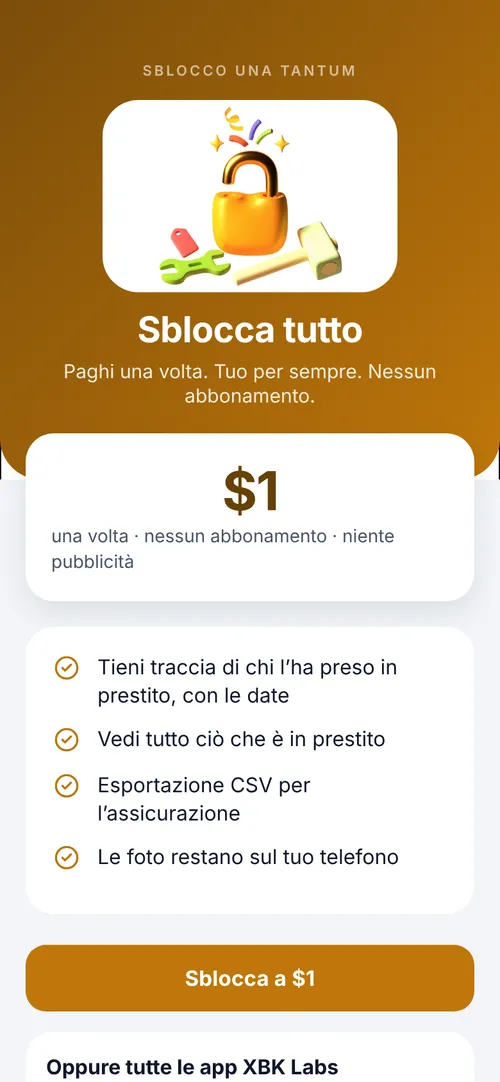 SBLOCCO UNA TANTUM
Sblocca tutto
Paghi una volta. Tuo per sempre. Nessun
abbonamento.
$1
una volta · nessun abbonamento · niente
pubblicità
Tieni traccia di chi l’ha preso in
prestito, con le date
Vedi tutto ciò che è in prestito
Esportazione CSV per
l’assicurazione
Le foto restano sul tuo telefono
Sblocca a $1
Oppure tutte le app XBK Labs